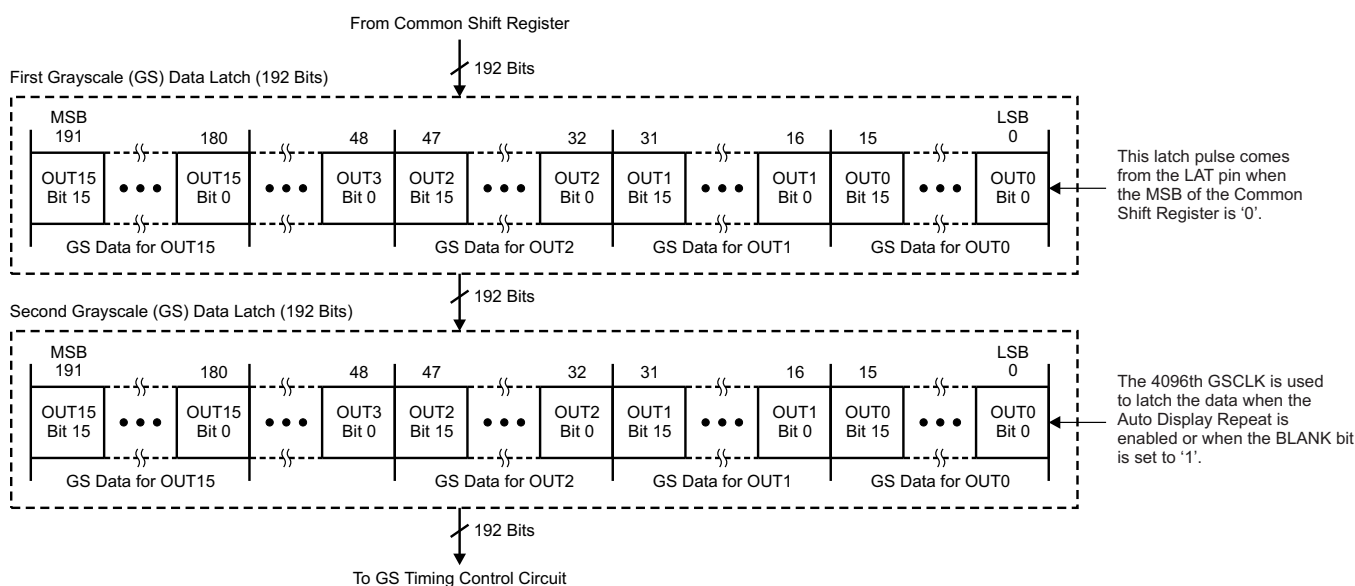 From Common Shift Register
192 Bits
First Grayscale (GS) Data Latch (192 Bits)
MSB LSB
191 180 48 47 32 31 16 15 0
OUT15 OUT15 OUT3 OUT2 OUT2 OUT1 OUT1 OUT0 OUT0
Bit 15 Bit 0 Bit 0 Bit 15 Bit 0 Bit 15 Bit 0 Bit 15 Bit 0
GS Data for OUT15 GS Data for OUT2 GS Data for OUT1 GS Data for OUT0
This latch pulse comes
from the LAT pin when
the MSB of the Common
Shift Register is ‘0’.
192 Bits
Second Grayscale (GS) Data Latch (192 Bits)
MSB LSB
191 180 48 47 32 31 16 15 0
OUT15 OUT15 OUT3 OUT2 OUT2 OUT1 OUT1 OUT0 OUT0
Bit 15 Bit 0 Bit 0 Bit 15 Bit 0 Bit 15 Bit 0 Bit 15 Bit 0
GS Data for OUT15 GS Data for OUT2 GS Data for OUT1 GS Data for OUT0
The 4096th GSCLK is used
to latch the data when the
Auto Display Repeat is
enabled or when the BLANK bit
is set to ‘1’.
192 Bits
To GS Timing Control Circuit